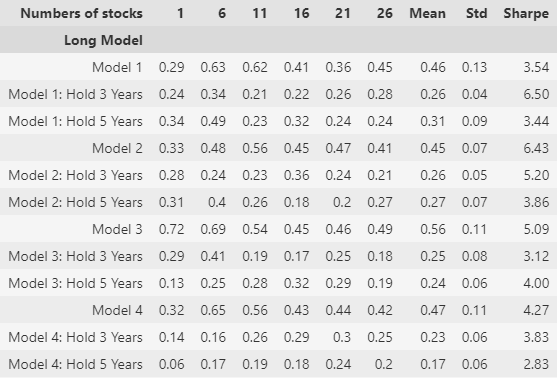 Numbers of stocks 1 6 11 16 21 26 Mean Std Sharpe
Long Model
Model 1 0.29 0.63 0.62 0.41 0.36 0.45 0.46 0.13 3.54
Model 1: Hold 3 Years 0.24 0.34 0.21 0.22 0.26 0.28 0.26 0.04 6.50
Model 1: Hold 5 Years 0.34 0.49 0.23 0.32 0.24 0.24 0.31 0.09 3.44
Model 2 0.33 0.48 0.56 0.45 0.47 0.41 0.45 0.07 6.43
Model 2: Hold 3 Years 0.28 0.24 0.23 0.36 0.24 0.21 0.26 0.05 5.20
Model 2: Hold 5 Years 0.31 0.4 0.26 0.18 0.2 0.27 0.27 0.07 3.86
Model 3 0.72 0.69 0.54 0.45 0.46 0.49 0.56 0.11 5.09
Model 3: Hold 3 Years 0.29 0.41 0.19 0.17 0.25 0.18 0.25 0.08 3.12
Model 3: Hold 5 Years 0.13 0.25 0.28 0.32 0.29 0.19 0.24 0.06 4.00
Model 4 0.32 0.65 0.56 0.43 0.44 0.42 0.47 0.11 4.27
Model 4: Hold 3 Years 0.14 0.16 0.26 0.29 0.3 0.25 0.23 0.06 3.83
Model 4: Hold 5 Years 0.06 0.17 0.19 0.18 0.24 0.2 0.17 0.06 2.83